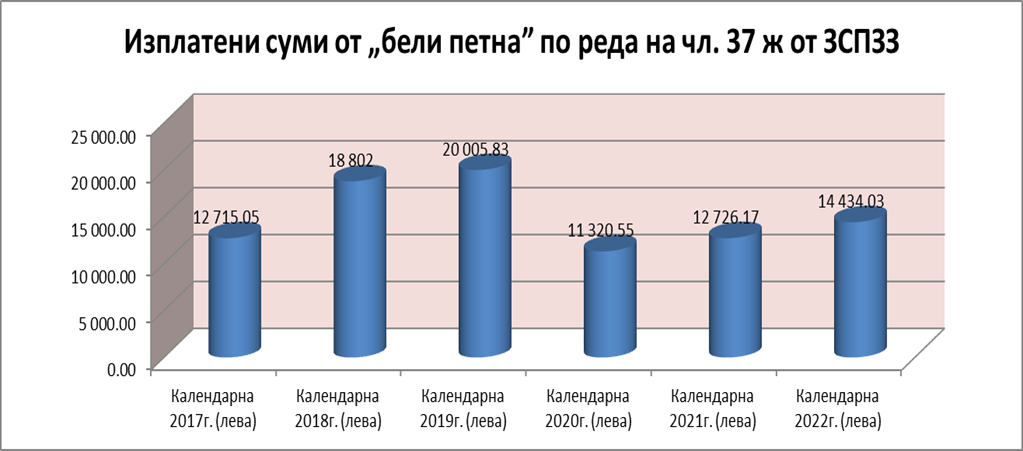 Изплатени суми от „бели петна” по реда на чл. 37 ж от ЗСПЗЗ
25 000.00
20 000.00
15 000.00
10 000.00
5 000.00
0.00
12 715.05
18 802
20 005.83
11 320.55
12 726.17
14 434.03
Календарна
2017г. (лева)
Календарна
2018г. (лева)
Календарна
2019г. (лева)
Календарна
2020г. (лева)
Календарна
2021г. (лева)
Календарна
2022г. (лева)